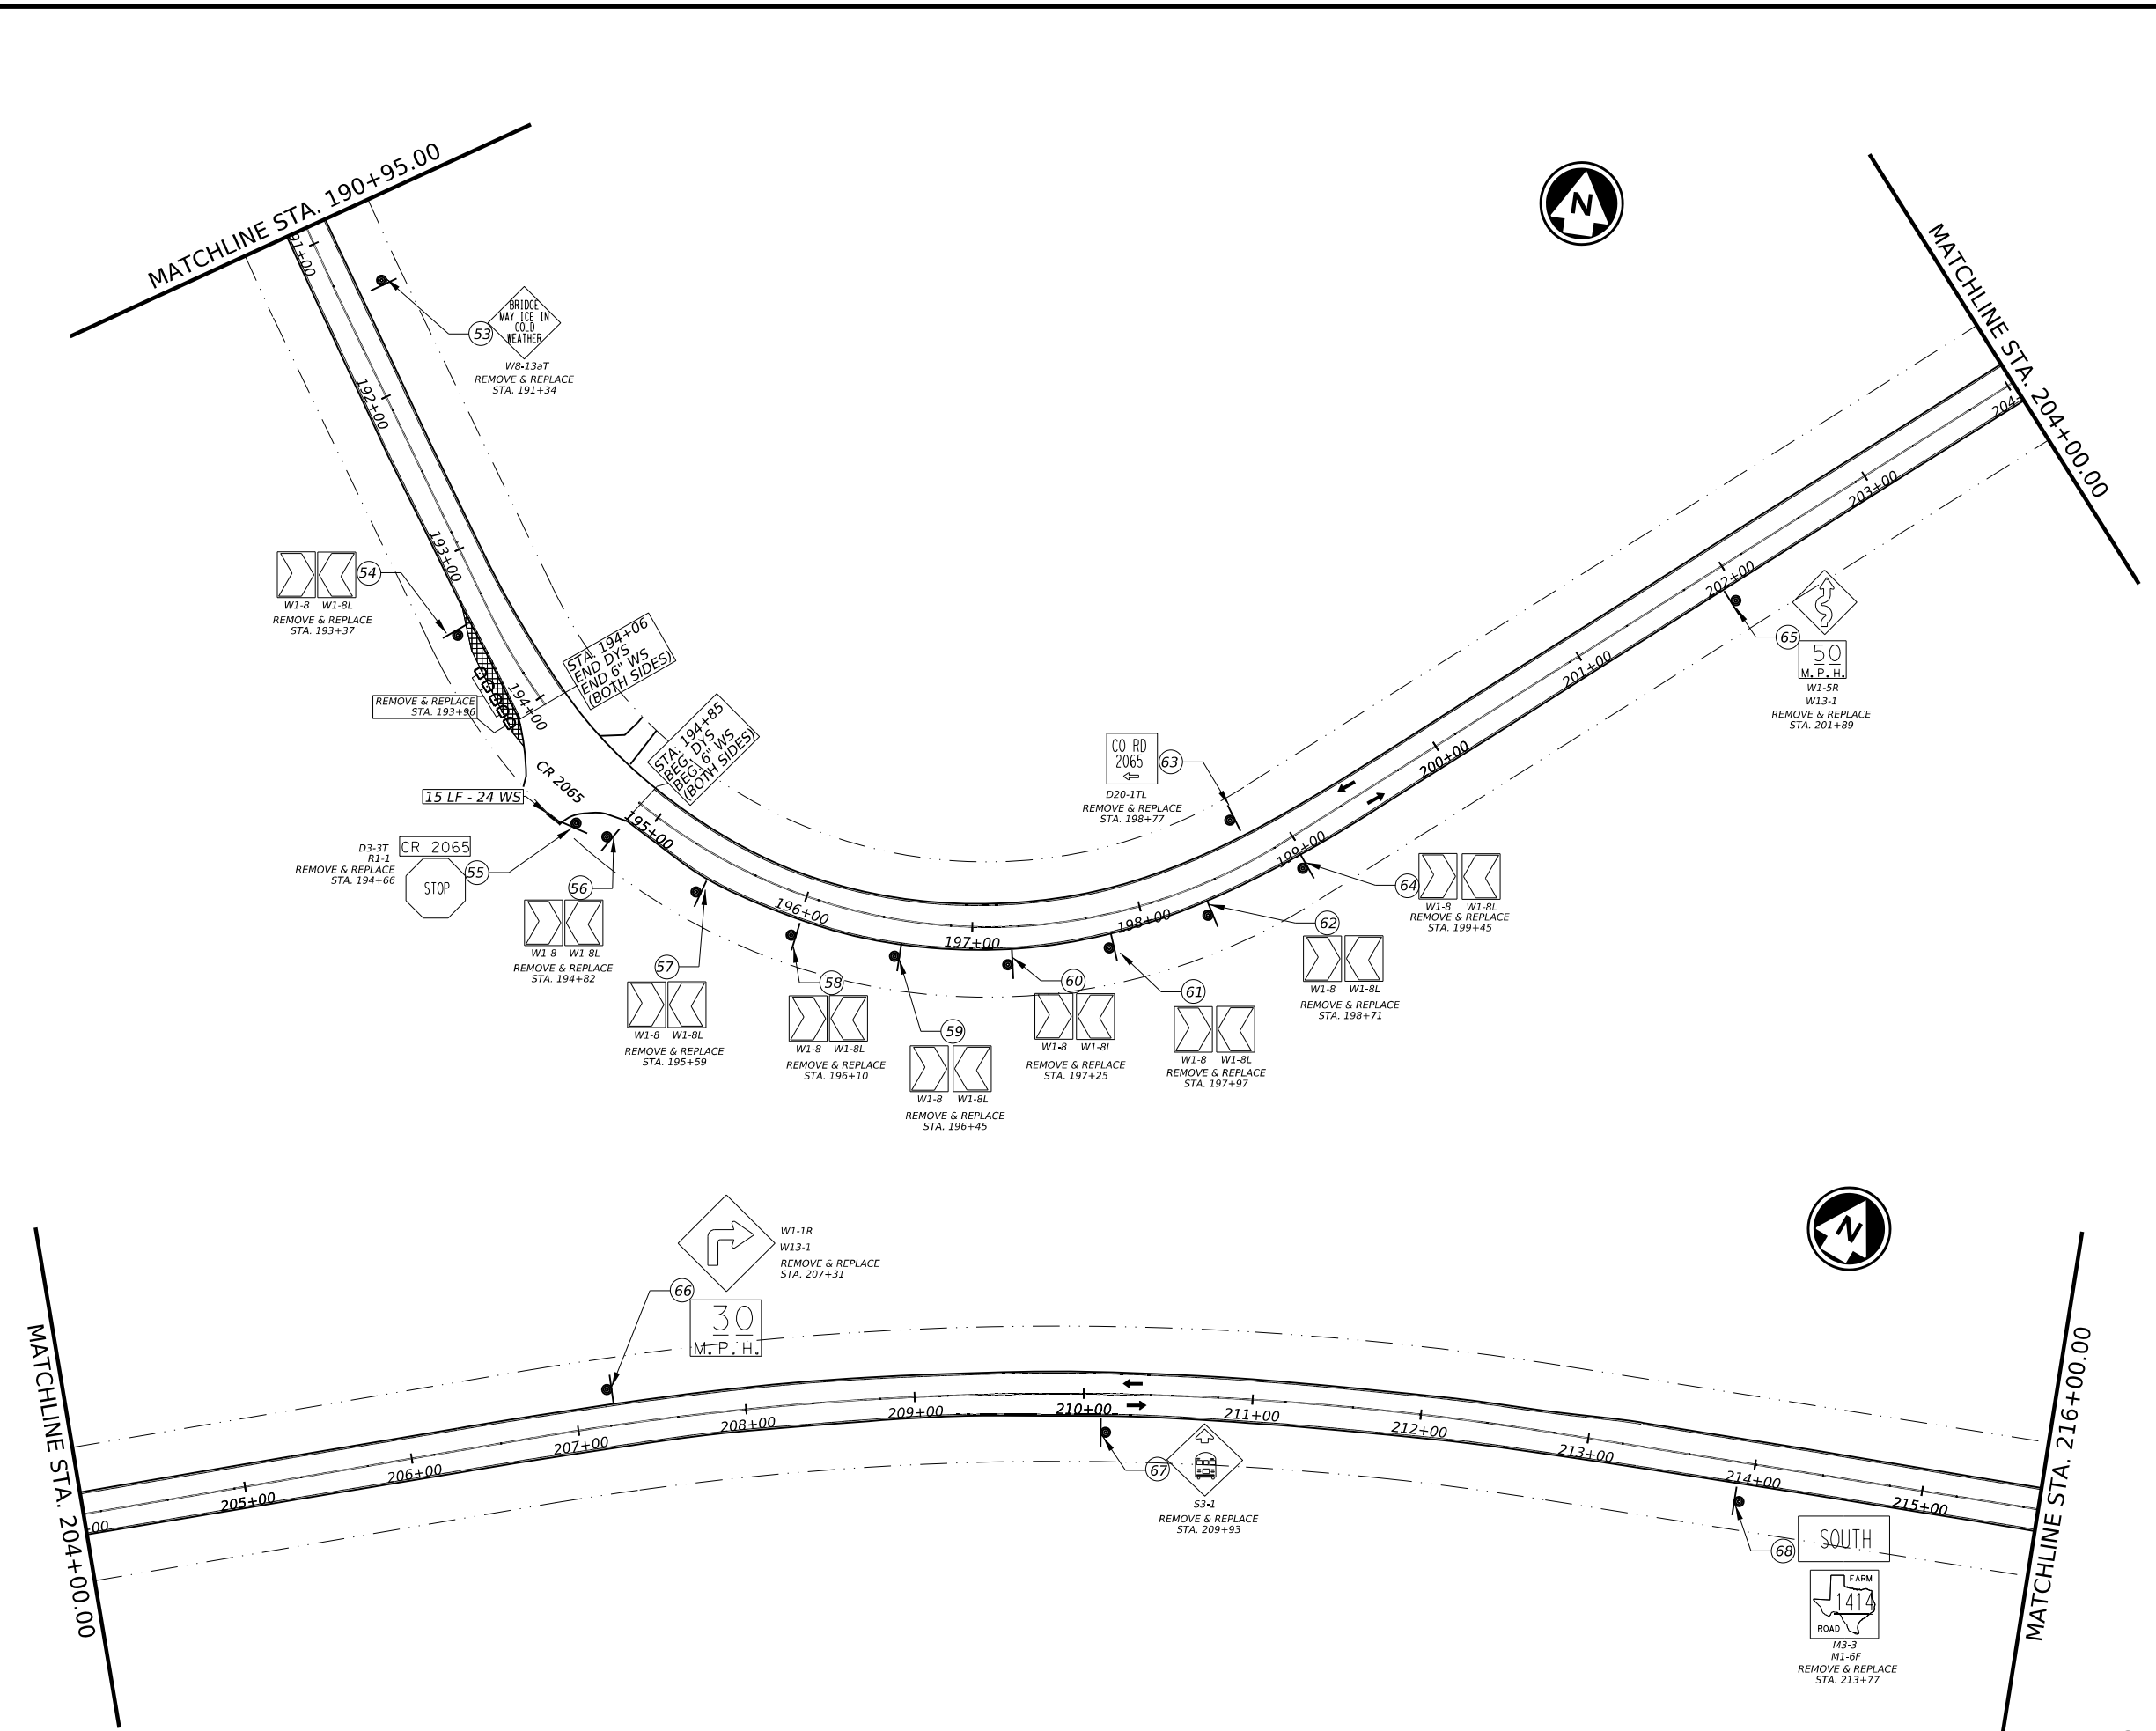 MATCHLINE STA. 190+95.00
N
MATCHLINE STA. 204+00.00
91+00
192+00
193+00
194+00
195+00
196+00
197+00
198+00
199+00
200+00
201+00
202+00
203+00
204+
53
BRIDGE
MAY ICE IN
COLD
WEATHER
W8-13aT
REMOVE & REPLACE
STA. 191+34
54
W1-8 W1-8L
REMOVE & REPLACE
STA. 193+37
STA. 194+06
END DYS
END 6" WS
(BOTH SIDES)
REMOVE & REPLACE
STA. 193+96
STA. 194+85
BEG. DYS
BEG. 6" WS
(BOTH SIDES)
CR 2065
15 LF - 24 WS
D3-3T
R1-1
REMOVE & REPLACE
STA. 194+66
CR 2065
STOP
55
56
W1-8 W1-8L
REMOVE & REPLACE
STA. 194+82
57
W1-8 W1-8L
REMOVE & REPLACE
STA. 195+59
58
W1-8 W1-8L
REMOVE & REPLACE
STA. 196+10
59
W1-8 W1-8L
REMOVE & REPLACE
STA. 196+45
60
W1-8 W1-8L
REMOVE & REPLACE
STA. 197+25
61
W1-8 W1-8L
REMOVE & REPLACE
STA. 197+97
62
W1-8 W1-8L
REMOVE & REPLACE
STA. 198+71
CO RD
2065
63
D20-1TL
REMOVE & REPLACE
STA. 198+77
64
W1-8 W1-8L
REMOVE & REPLACE
STA. 199+45
65
50
M.P.H.
W1-5R
W13-1
REMOVE & REPLACE
STA. 201+89
N
MATCHLINE STA. 204+00.00
MATCHLINE STA. 216+00.00
W1-1R
W13-1
REMOVE & REPLACE
STA. 207+31
66
30
M.P.H.
-00
205+00
206+00
207+00
208+00
209+00
210+00
211+00
212+00
213+00
214+00
215+00
67
S3-1
REMOVE & REPLACE
STA. 209+93
68
SOUTH
FARM
1414
ROAD
M3-3
M1-6F
REMOVE & REPLACE
STA. 213+77